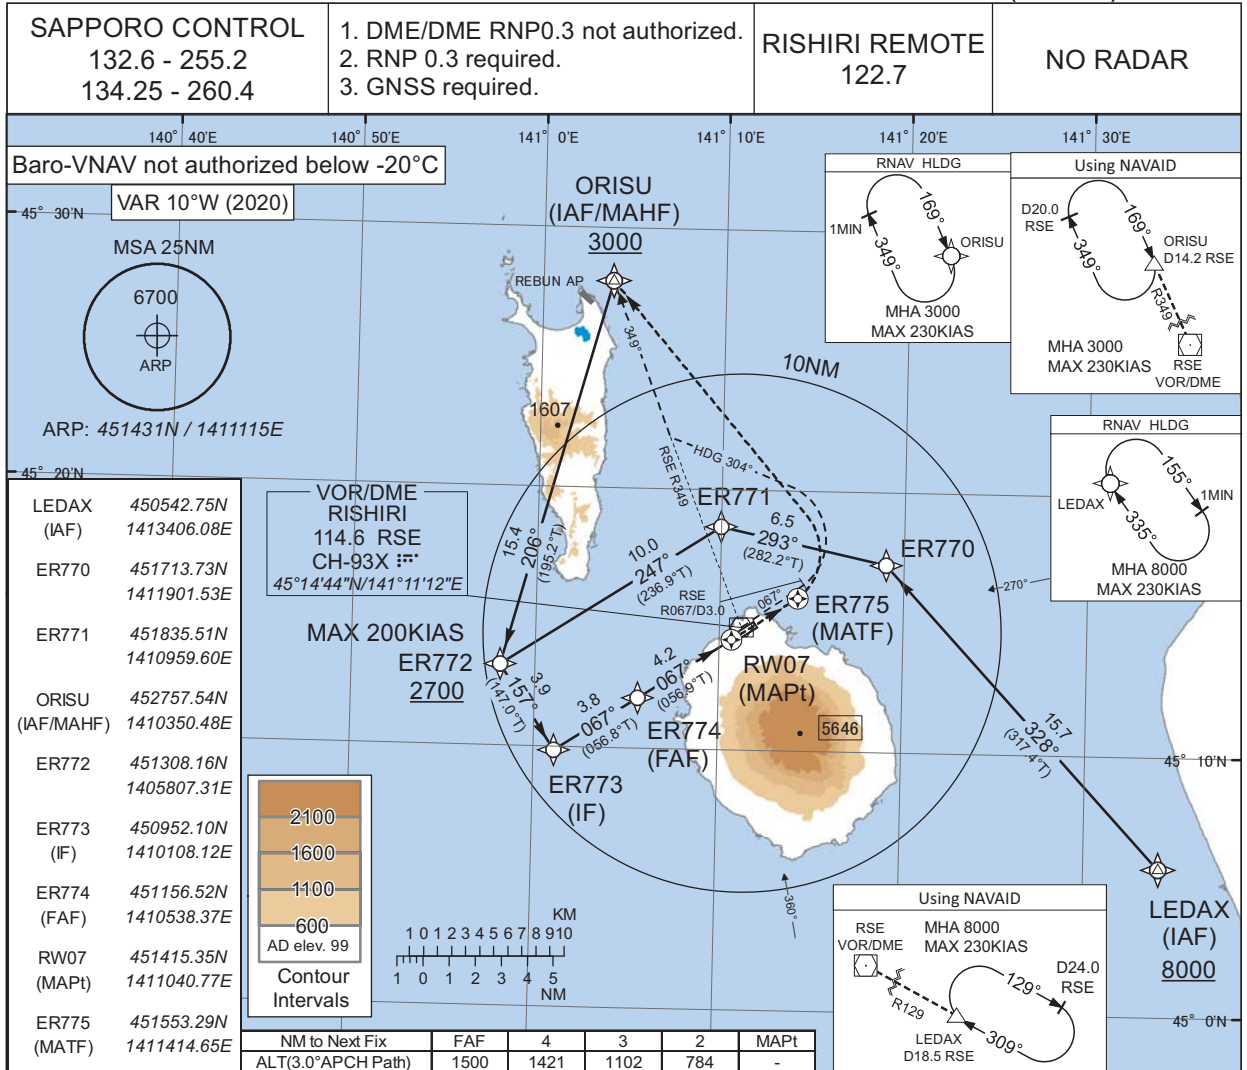 SAPPORO CONTROL
132.6 - 255.2
134.25 - 260.4
1. DME/DME RNP0.3 not authorized.
2. RNP 0.3 required.
3. GNSS required.
RISHIRI REMOTE
122.7
NO RADAR
140° 40'E
140° 50'E
141° 0'E
141° 10'E
141° 20'E
141° 30'E
Baro-VNAV not authorized below -20°C
VAR 10°W (2020)
45° 30'N
MSA 25NM
6700
ARP
ARP: 451431N / 1411115E
45° 20'N
ORISU
(IAF/MAHF)
3000
REBUN AP
349°
1607
10NM
HDG 304°
RSE R349
RNAV HLDG
1MIN
169°
349°
ORISU
MHA 3000
MAX 230KIAS
Using NAVAID
D20.0
RSE
169°
349°
ORISU
D14.2 RSE
R349
MHA 3000
MAX 230KIAS
RSE
VOR/DME
RNAV HLDG
LEDAX
155°
335°
1MIN
MHA 8000
MAX 230KIAS
VOR/DME
RISHIRI
114.6 RSE
CH-93X
45°14'44"N/141°11'12"E
15.4
206°
(195.2°T)
10.0
247°
(236.9°T)
ER771
6.5
293°
(282.2°T)
ER770
270°
RSE
R067/D3.0
067°
ER775
(MATF)
MAX 200KIAS
ER772
2700
3.9
157°
(147.0°T)
4.2
067°
(056.9°T)
3.8
067°
(056.8°T)
RW07
(MAPt)
ER774
(FAF)
ER773
(IF)
5646
15.7
328°
(317.4°T)
45° 10'N
360°
LEDAX
(IAF)
8000
45° 0'N
LEDAX 450542.75N
(IAF) 1413406.08E
ER770 451713.73N
1411901.53E
ER771 451835.51N
1410959.60E
ORISU 452757.54N
(IAF/MAHF) 1410350.48E
ER772 451308.16N
1405807.31E
ER773 450952.10N
(IF) 1410108.12E
ER774 451156.52N
(FAF) 1410538.37E
RW07 451415.35N
(MAPt) 1411040.77E
ER775 451553.29N
(MATF) 1411414.65E
2100
1600
1100
600
AD elev. 99
Contour
Intervals
KM
1 0 1 2 3 4 5 6 7 8 9 10
1 0 1 2 3 4 5
NM
Using NAVAID
RSE
VOR/DME
MHA 8000
MAX 230KIAS
R129
129°
309°
D24.0
RSE
LEDAX
D18.5 RSE
NM to Next Fix FAF 4 3 2 MAPt
ALT(3.0°APCH Path) 1500 1421 1102 784 -